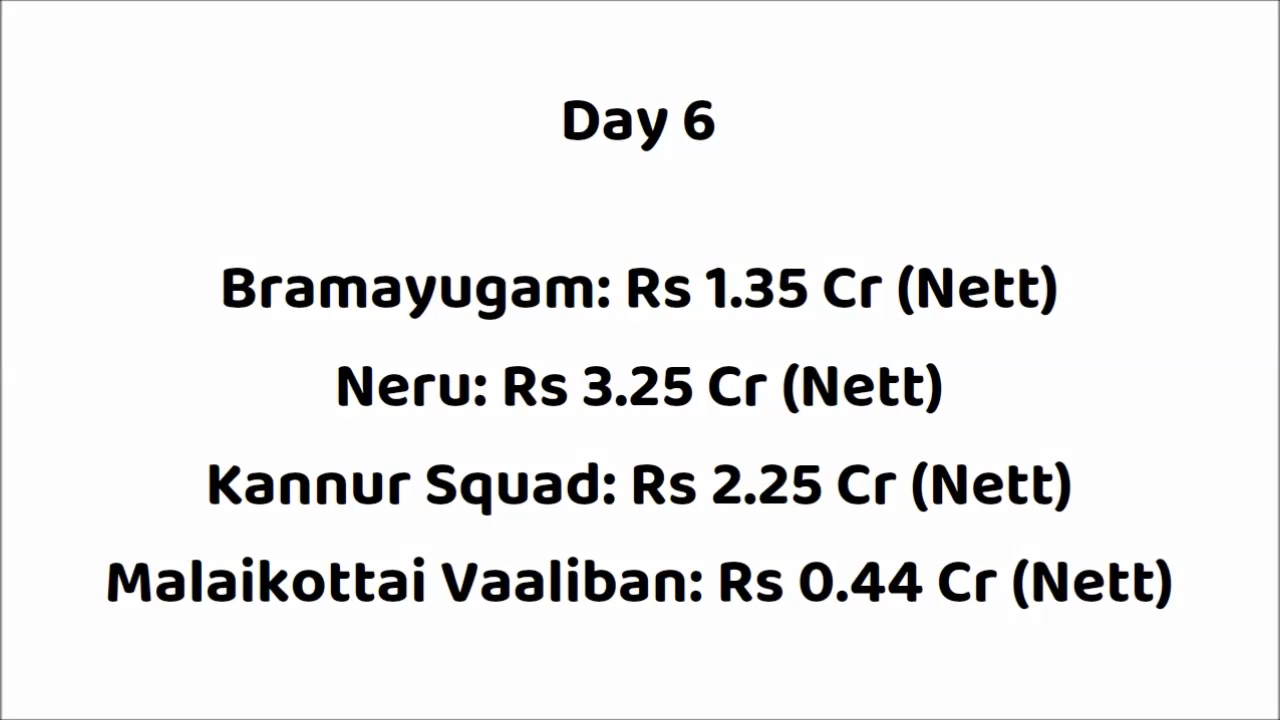 Day 6
Bramayugam: Rs 1.35 Cr (Nett)
Neru: Rs 3.25 Cr (Nett)
Kannur Squad: Rs 2.25 Cr (Nett)
Malaikottai Vaaliban: Rs 0.44 Cr (Nett)